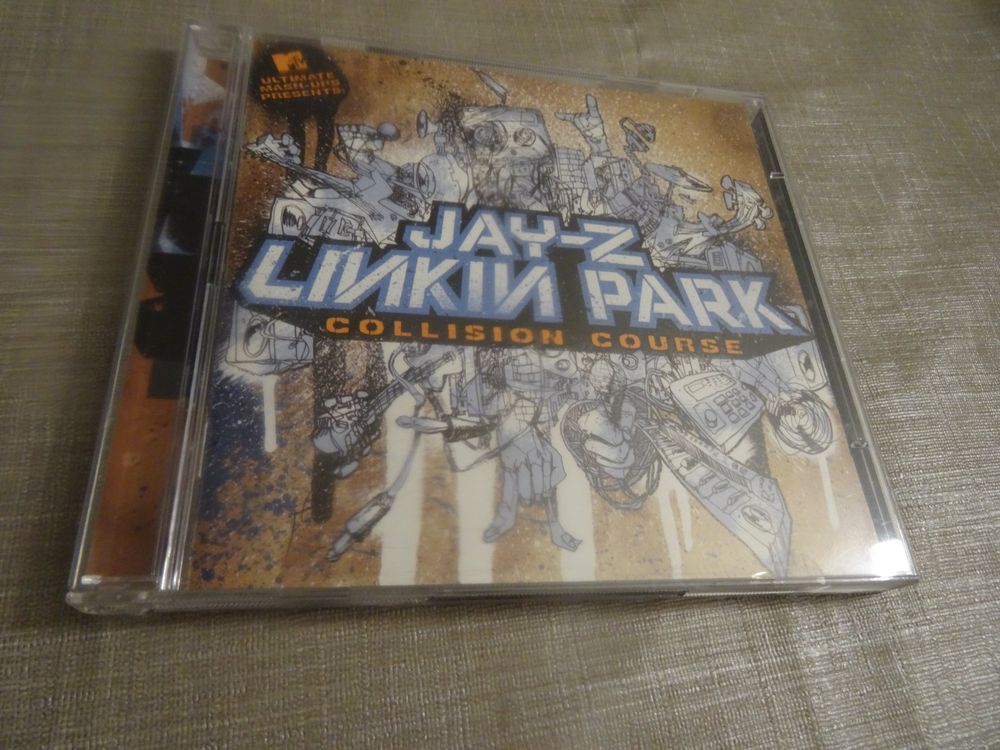 MTV
ULTIMATE
MASH-UPS
PRESENTS:
JAY-Z
LINKIN PARK
COLLISION COURSE